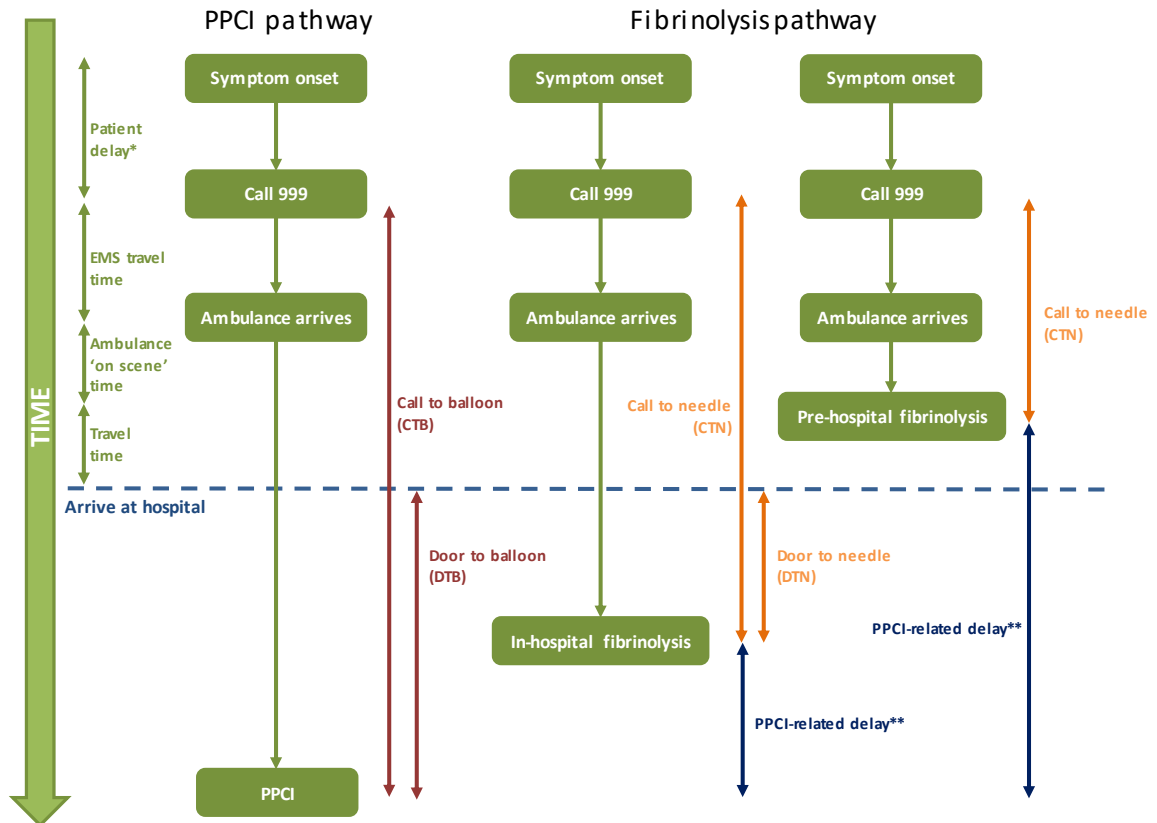 PPCI pathway
Fibrinolysis pathway
TIME
Patient
delay*
EMS travel
time
Ambulance
‘on scene’
time
Travel
time
Arrive at hospital
Symptom onset
Call 999
Ambulance arrives
PPCI
Call to balloon
(CTB)
Door to balloon
(DTB)
Symptom onset
Call 999
Ambulance arrives
In-hospital fibrinolysis
Call to needle
(CTN)
Door to needle
(DTN)
PPCI-related delay**
Symptom onset
Call 999
Ambulance arrives
Pre-hospital fibrinolysis
Call to needle
(CTN)
PPCI-related delay**